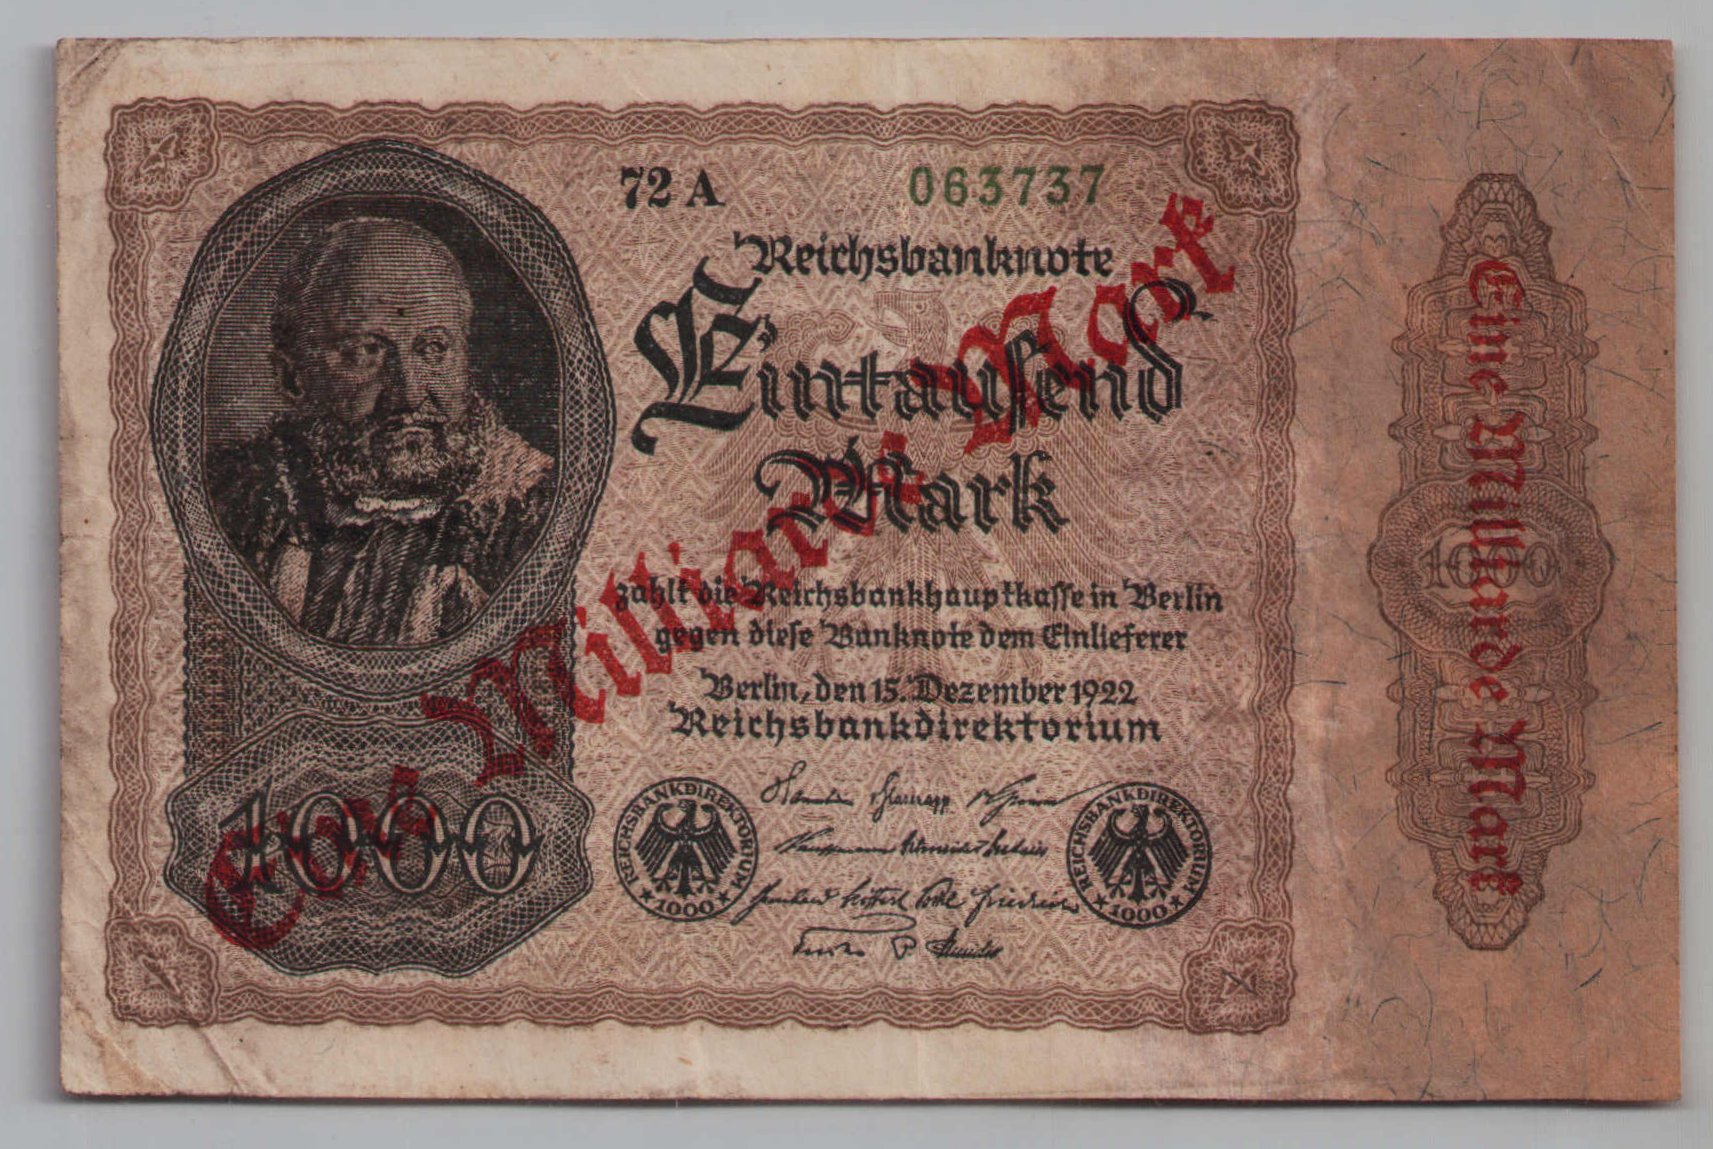 72 A
063737
Reichsbanknote
Eintausend
Mark
zahlt die Reichsbankhauptkasse in Berlin
gegen diese Banknote dem Einlieferer
Berlin, den 15. Dezember 1922
Reichsbankdirektorium
1000
REICHSBANKDIREKTORIUM
1000
REICHSBANKDIREKTORIUM
1000
Eine Milliarde Mark
1000
Eine Milliarde Mark